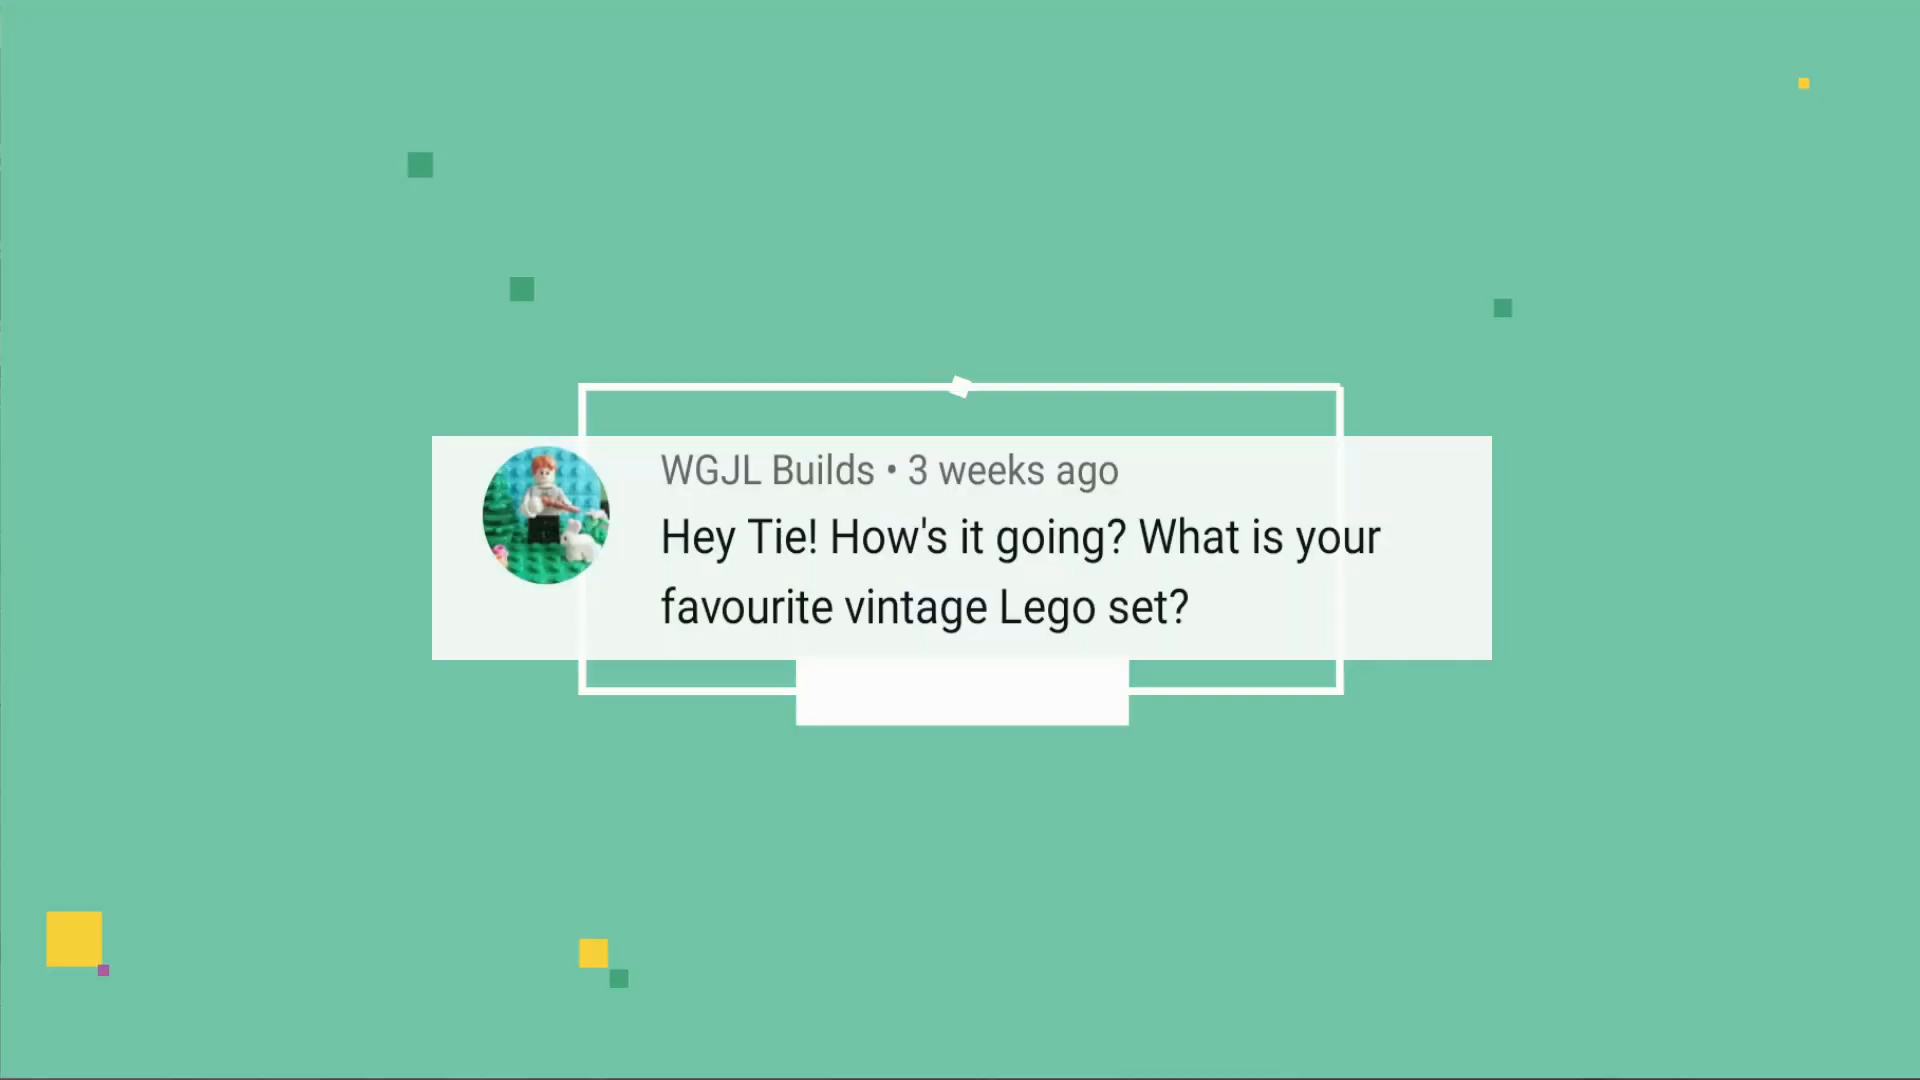 WGJL Builds • 3 weeks ago
Hey Tie! How's it going? What is your
favourite vintage Lego set?